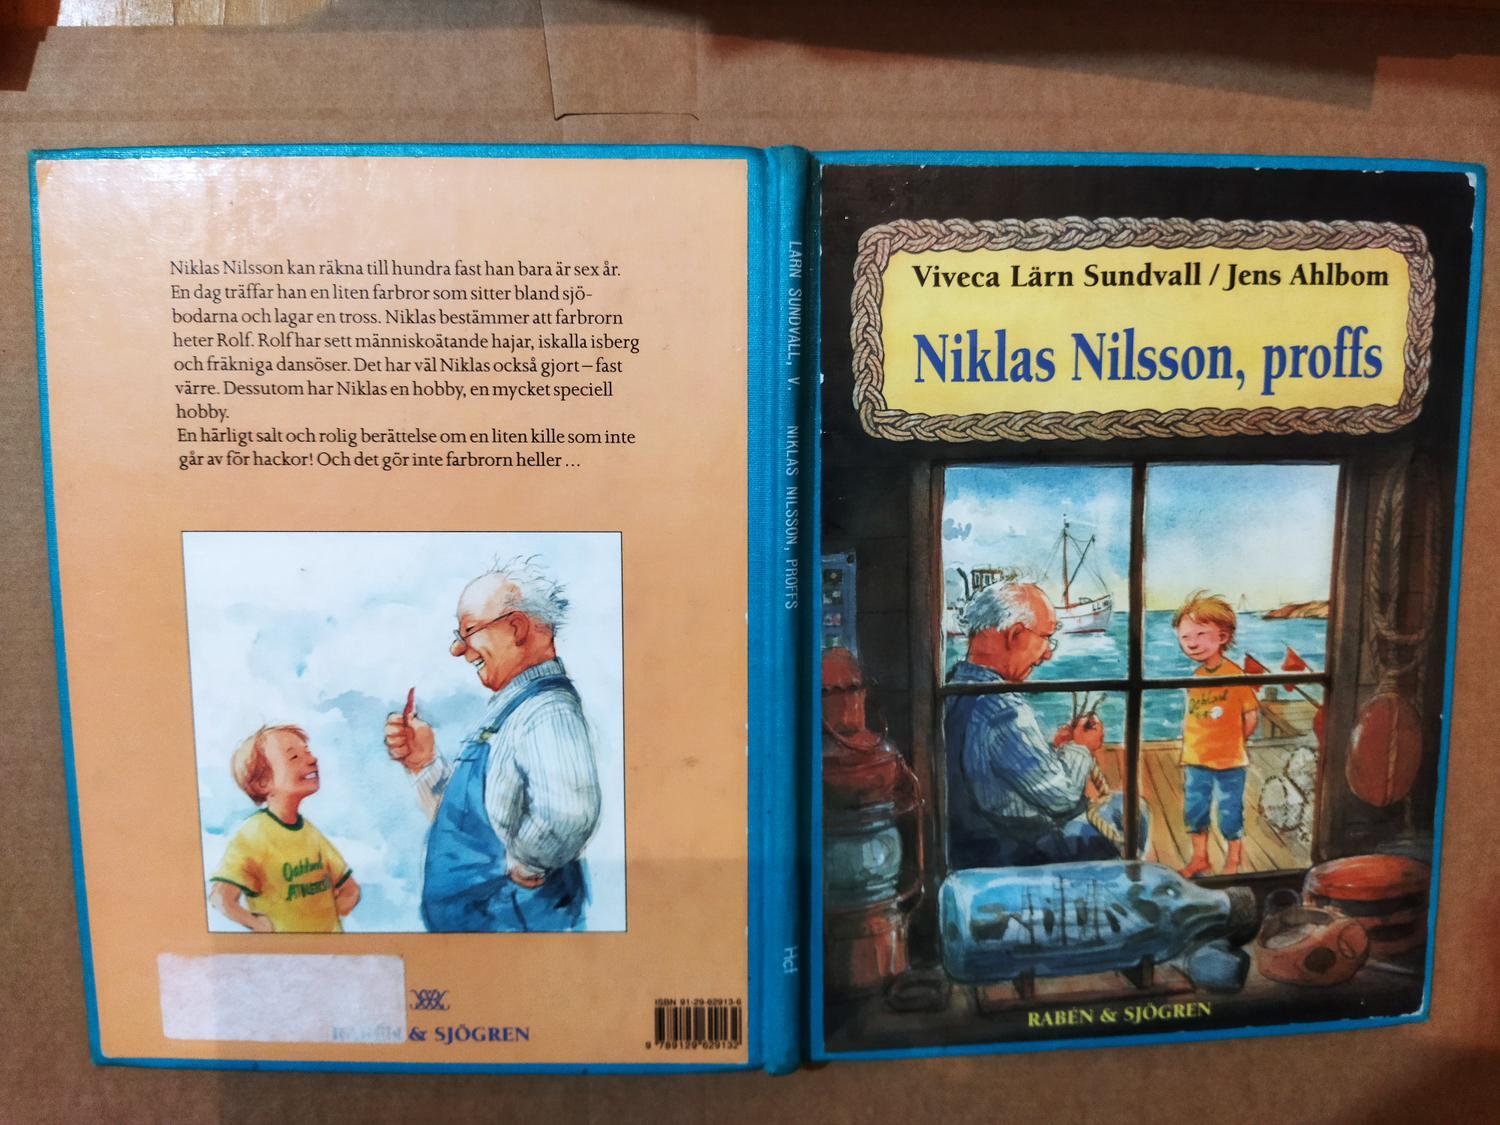 Niklas Nilsson kan räkna till hundra fast han bara är sex år.
En dag träffar han en liten farbror som sitter bland sjö-
bodarna och lagar en tross. Niklas bestämmer att farbrorn
heter Rolf. Rolf har sett människoätande hajar, iskalla isberg
och fräkniga dansöser. Det har väl Niklas också gjort – fast
värre. Dessutom har Niklas en hobby, en mycket speciell
hobby.
En härligt salt och rolig berättelse om en liten kille som inte
går av för hackor! Och det gör inte farbrorn heller …
Oakland
& SJÖGREN
ISBN 91-29-62913-6
9 789129 629132
LÄRN SUNDVALL, V. NIKLAS NILSSON, PROFFS
Hcf
Viveca Lärn Sundvall / Jens Ahlbom
Niklas Nilsson, proffs
Oakland
RABÉN & SJÖGREN